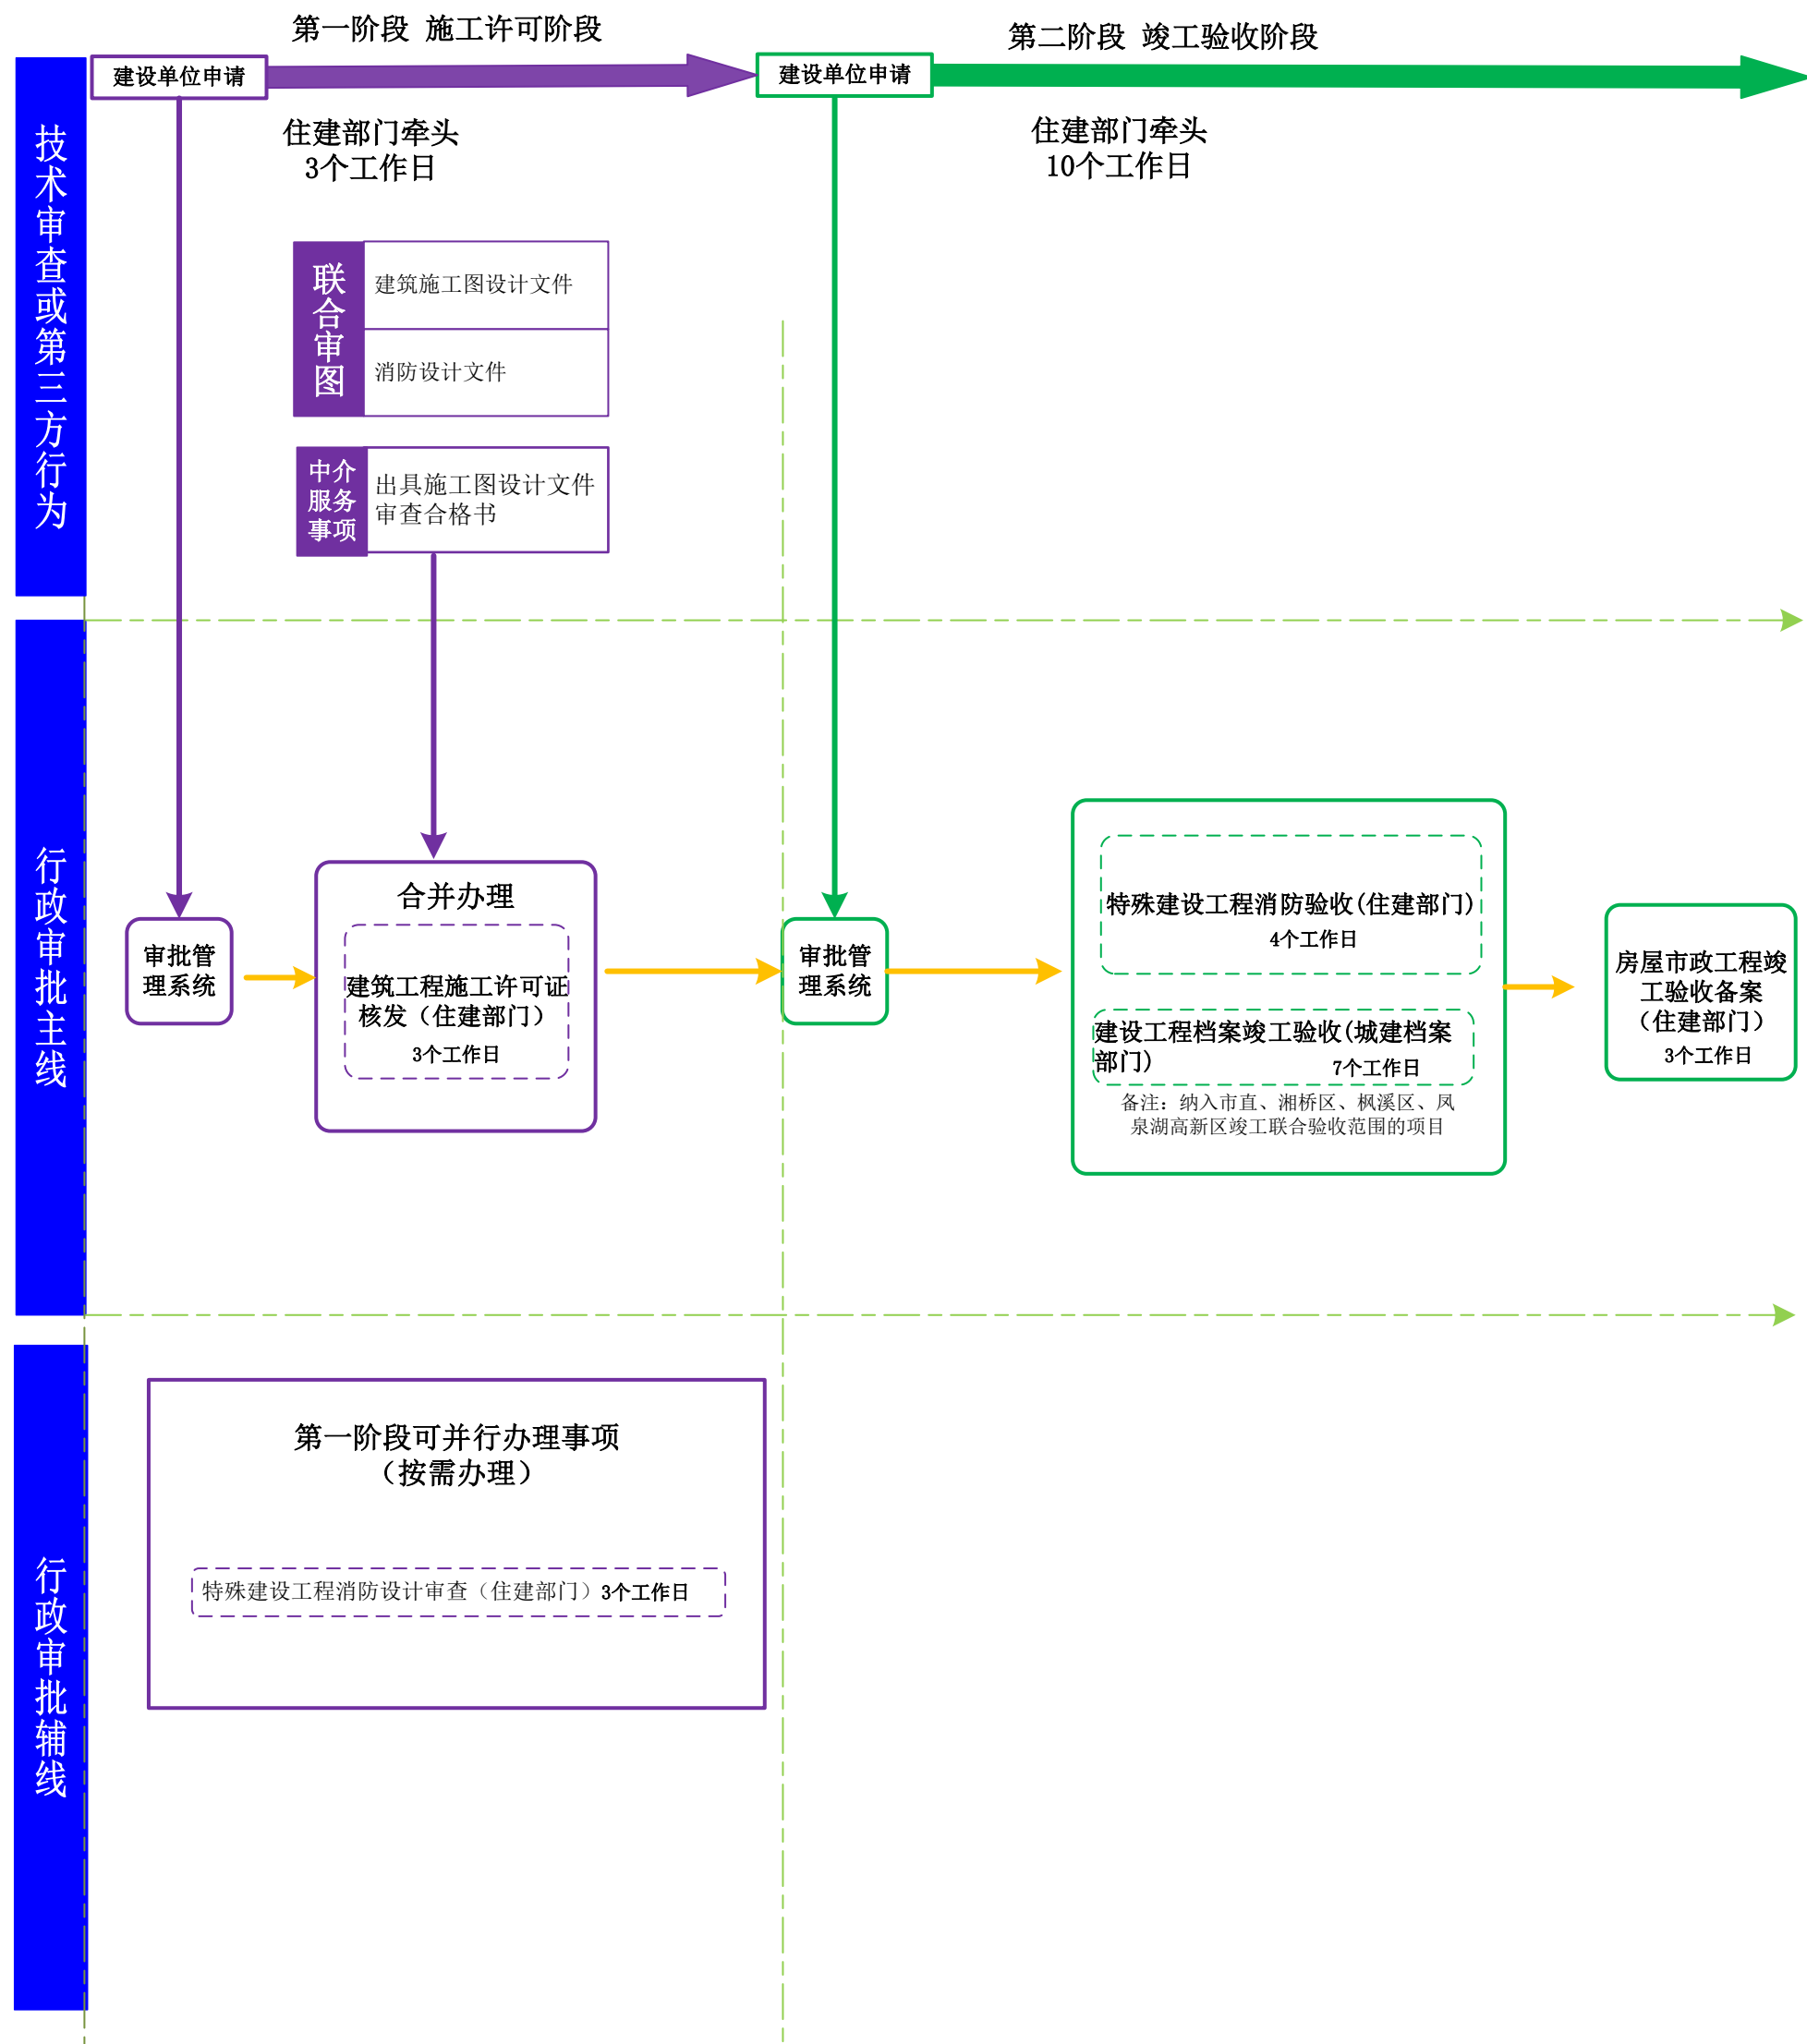 第一阶段 施工许可阶段
第二阶段 竣工验收阶段
建设单位申请
建设单位申请
住建部门牵头
3个工作日
住建部门牵头
10个工作日
技术审查或第三方行为
联合审图
建筑施工图设计文件
消防设计文件
中介
服务
事项
出具施工图设计文件
审查合格书
行政审批主线
审批管
理系统
合并办理
建筑工程施工许可证
核发（住建部门）
3个工作日
审批管
理系统
特殊建设工程消防验收(住建部门)
4个工作日
建设工程档案竣工验收(城建档案
部门)
7个工作日
备注：纳入市直、湘桥区、枫溪区、凤
泉湖高新区竣工联合验收范围的项目
房屋市政工程竣
工验收备案
（住建部门）
3个工作日
行政审批辅线
第一阶段可并行办理事项
（按需办理）
特殊建设工程消防设计审查（住建部门）3个工作日